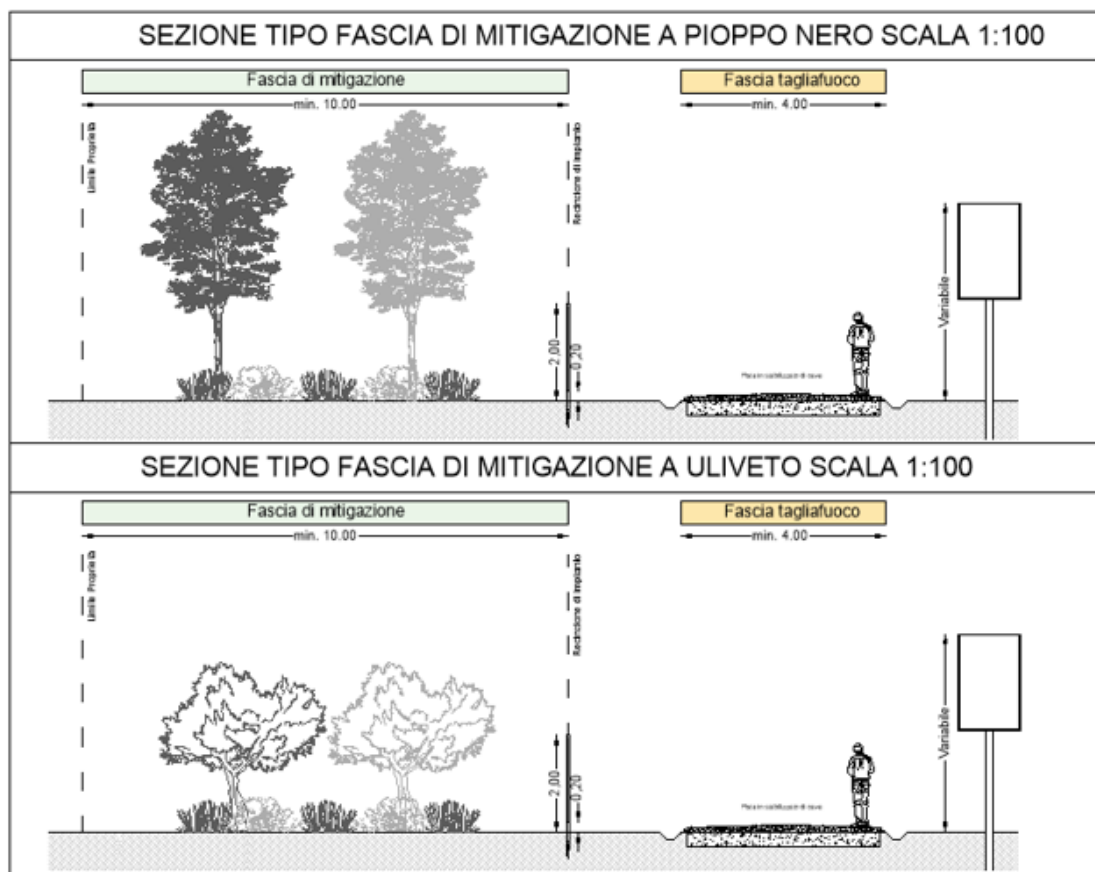 SEZIONE TIPO FASCIA DI MITIGAZIONE A PIOPPO NERO SCALA 1:100
Fascia di mitigazione
Fascia tagliafuoco
min. 10.00
min. 4.00
Limite Proprietà
Recinzione di Impianto
2,00
0,20
Variabile
SEZIONE TIPO FASCIA DI MITIGAZIONE A ULIVETO SCALA 1:100
Fascia di mitigazione
Fascia tagliafuoco
min. 10.00
min. 4.00
Limite Proprietà
Recinzione di Impianto
2,00
0,20
Variabile